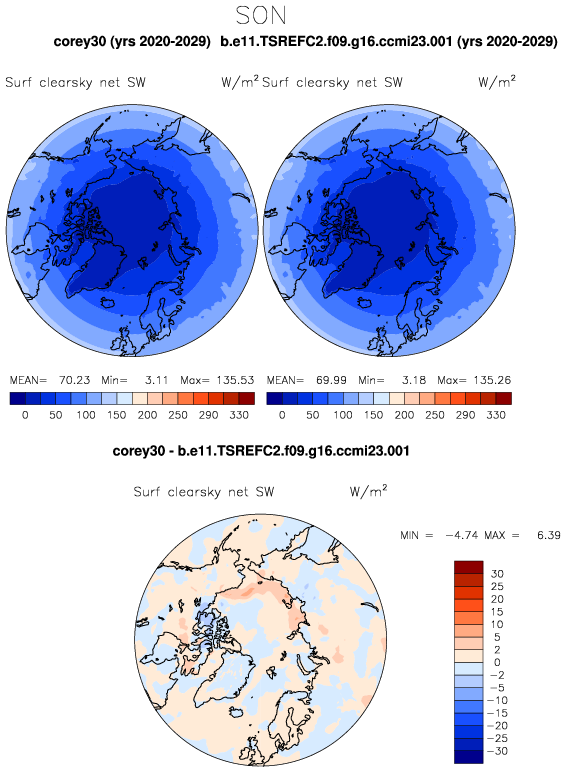 SON
corey30 (yrs 2020-2029) b.e11.TSREFC2.f09.g16.ccmi23.001 (yrs 2020-2029)
Surf clearsky net SW W/m² Surf clearsky net SW W/m²
MEAN= 70.23 Min= 3.11 Max= 135.53 MEAN= 69.99 Min= 3.18 Max= 135.26
0 50 100 150 200 250 290 330 0 50 100 150 200 250 290 330
corey30 - b.e11.TSREFC2.f09.g16.ccmi23.001
Surf clearsky net SW W/m²
MIN = -4.74 MAX = 6.39
30
25
20
15
10
5
2
0
-2
-5
-10
-15
-20
-25
-30